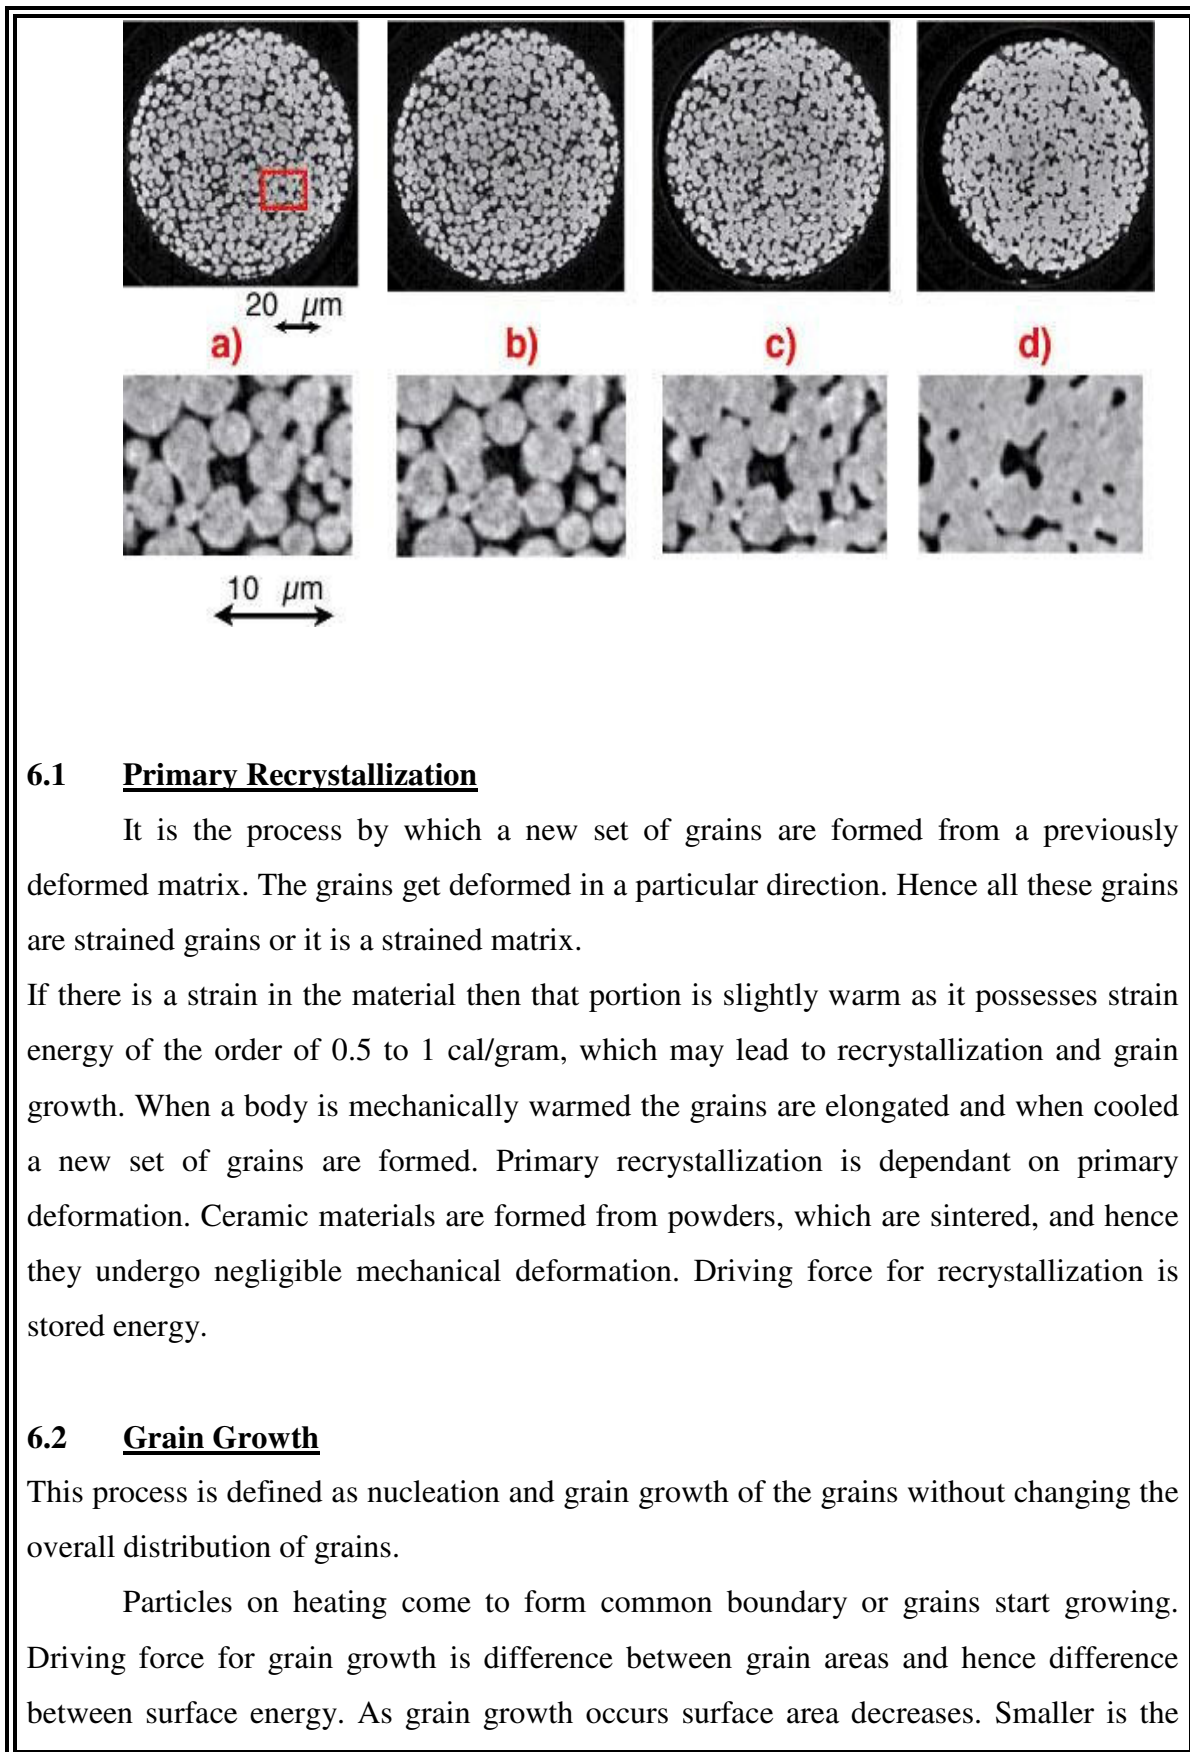 20 µm
a) b) c) d)
10 µm
6.1 Primary Recrystallization
It is the process by which a new set of grains are formed from a previously
deformed matrix. The grains get deformed in a particular direction. Hence all these grains
are strained grains or it is a strained matrix.
If there is a strain in the material then that portion is slightly warm as it possesses strain
energy of the order of 0.5 to 1 cal/gram, which may lead to recrystallization and grain
growth. When a body is mechanically warmed the grains are elongated and when cooled
a new set of grains are formed. Primary recrystallization is dependant on primary
deformation. Ceramic materials are formed from powders, which are sintered, and hence
they undergo negligible mechanical deformation. Driving force for recrystallization is
stored energy.
6.2 Grain Growth
This process is defined as nucleation and grain growth of the grains without changing the
overall distribution of grains.
Particles on heating come to form common boundary or grains start growing.
Driving force for grain growth is difference between grain areas and hence difference
between surface energy. As grain growth occurs surface area decreases. Smaller is the